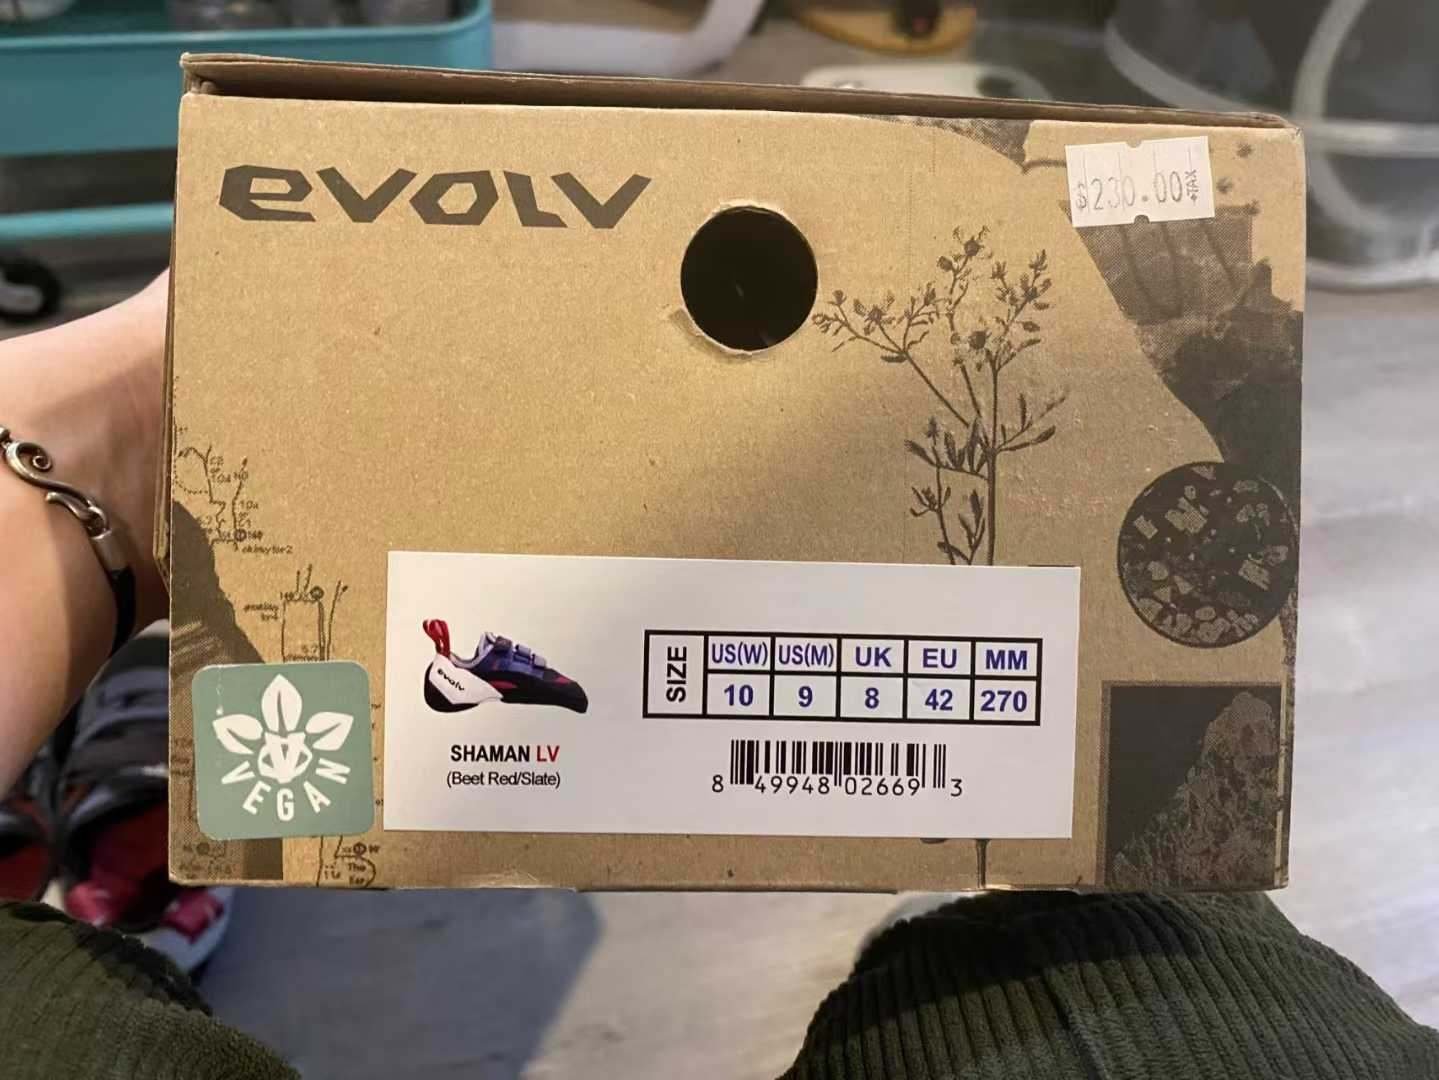 evolv
$230.00 +TAX
VEGAN
evolv
SHAMAN LV
(Beet Red/Slate)
SIZE
US(W) US(M) UK EU MM
10 9 8 42 270
8 49948 02669 3